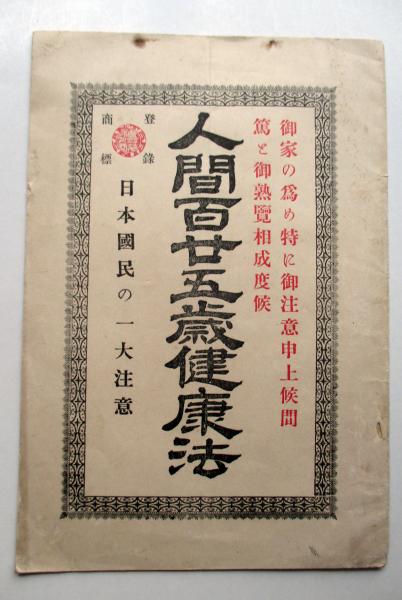 御家の爲め特に御注意申上候間
篤と御熟覽相成度候
人間百廿五歳健康法
登錄
商標
日本國民の一大注意